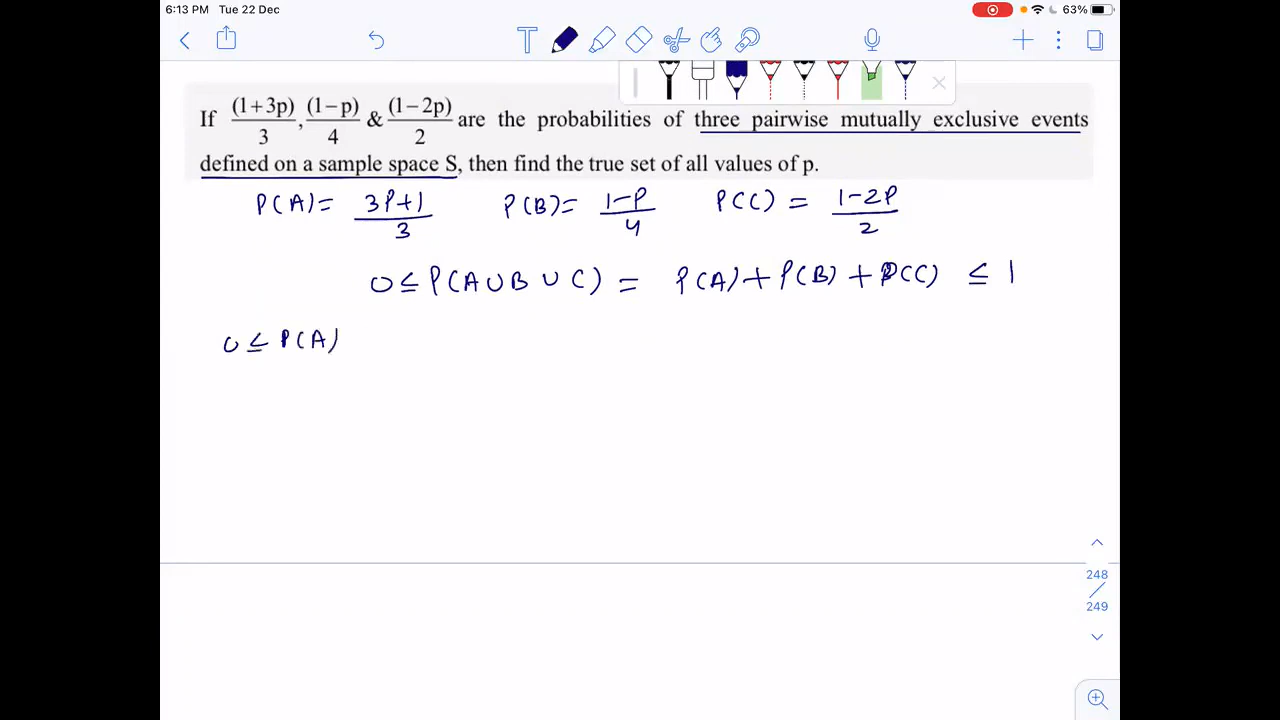 6:13 PM Tue 22 Dec 63%
T
If (1+3p)/3, (1−p)/4 & (1−2p)/2 are the probabilities of three pairwise mutually exclusive events
defined on a sample space S, then find the true set of all values of p.
P(A) = 3P+1/3 P(B) = 1−P/4 P(C) = 1−2P/2
0 ≤ P(A ∪ B ∪ C) = P(A) + P(B) + P(C) ≤ 1
0 ≤ P(A)
248
/
249